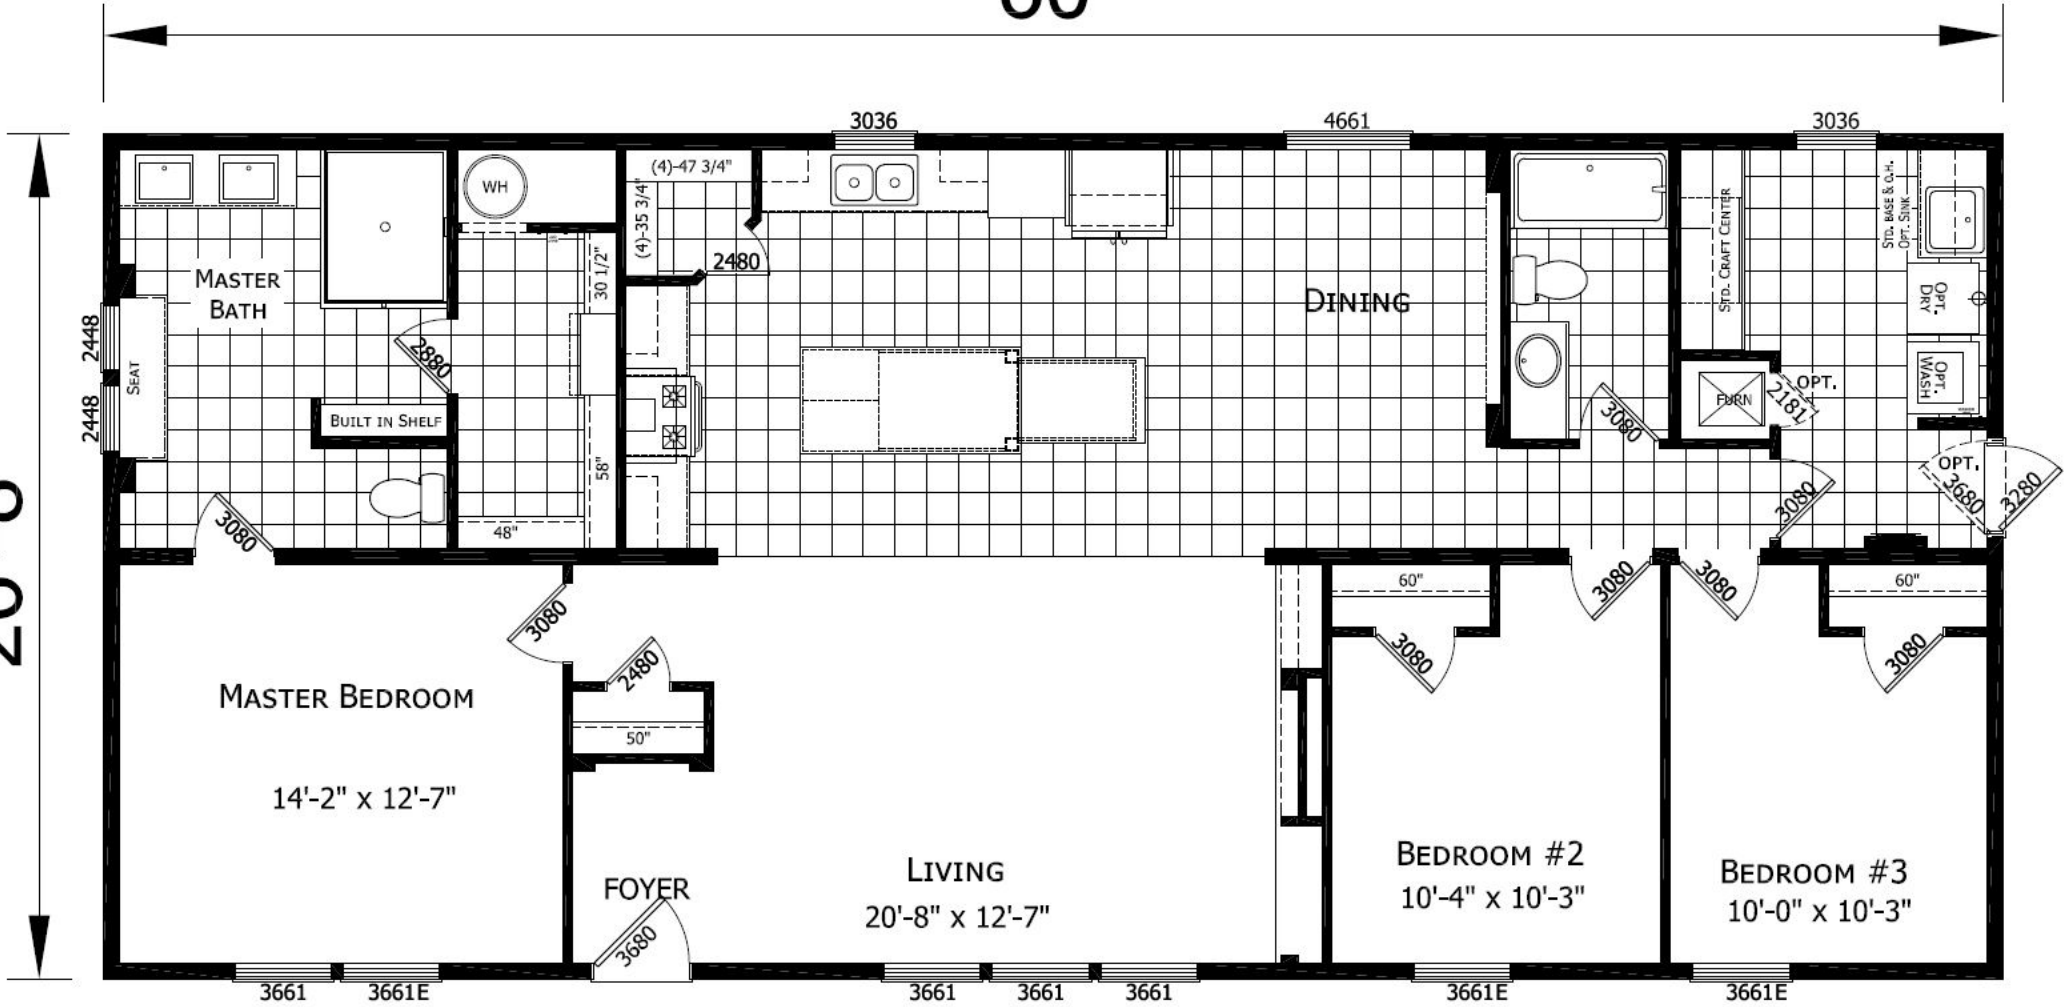 60
3036
4661
3036
(4)-47 3/4"
(4)-35 3/4"
WH
30 1/2"
2480
MASTER
BATH
2448
2448
SEAT
2880
BUILT IN SHELF
58"
48"
3080
DINING
STD. CRAFT CENTER
STD. BASE & O.H.
OPT. SINK
OPT.
DRY
OPT.
WASH
FURN
OPT.
2181
3080
3080
OPT.
3680
3280
3080
3080
3080
60"
60"
3080
3080
2480
50"
MASTER BEDROOM
14'-2" x 12'-7"
FOYER
3680
LIVING
20'-8" x 12'-7"
BEDROOM #2
10'-4" x 10'-3"
BEDROOM #3
10'-0" x 10'-3"
3661
3661E
3661
3661
3661
3661E
3661E